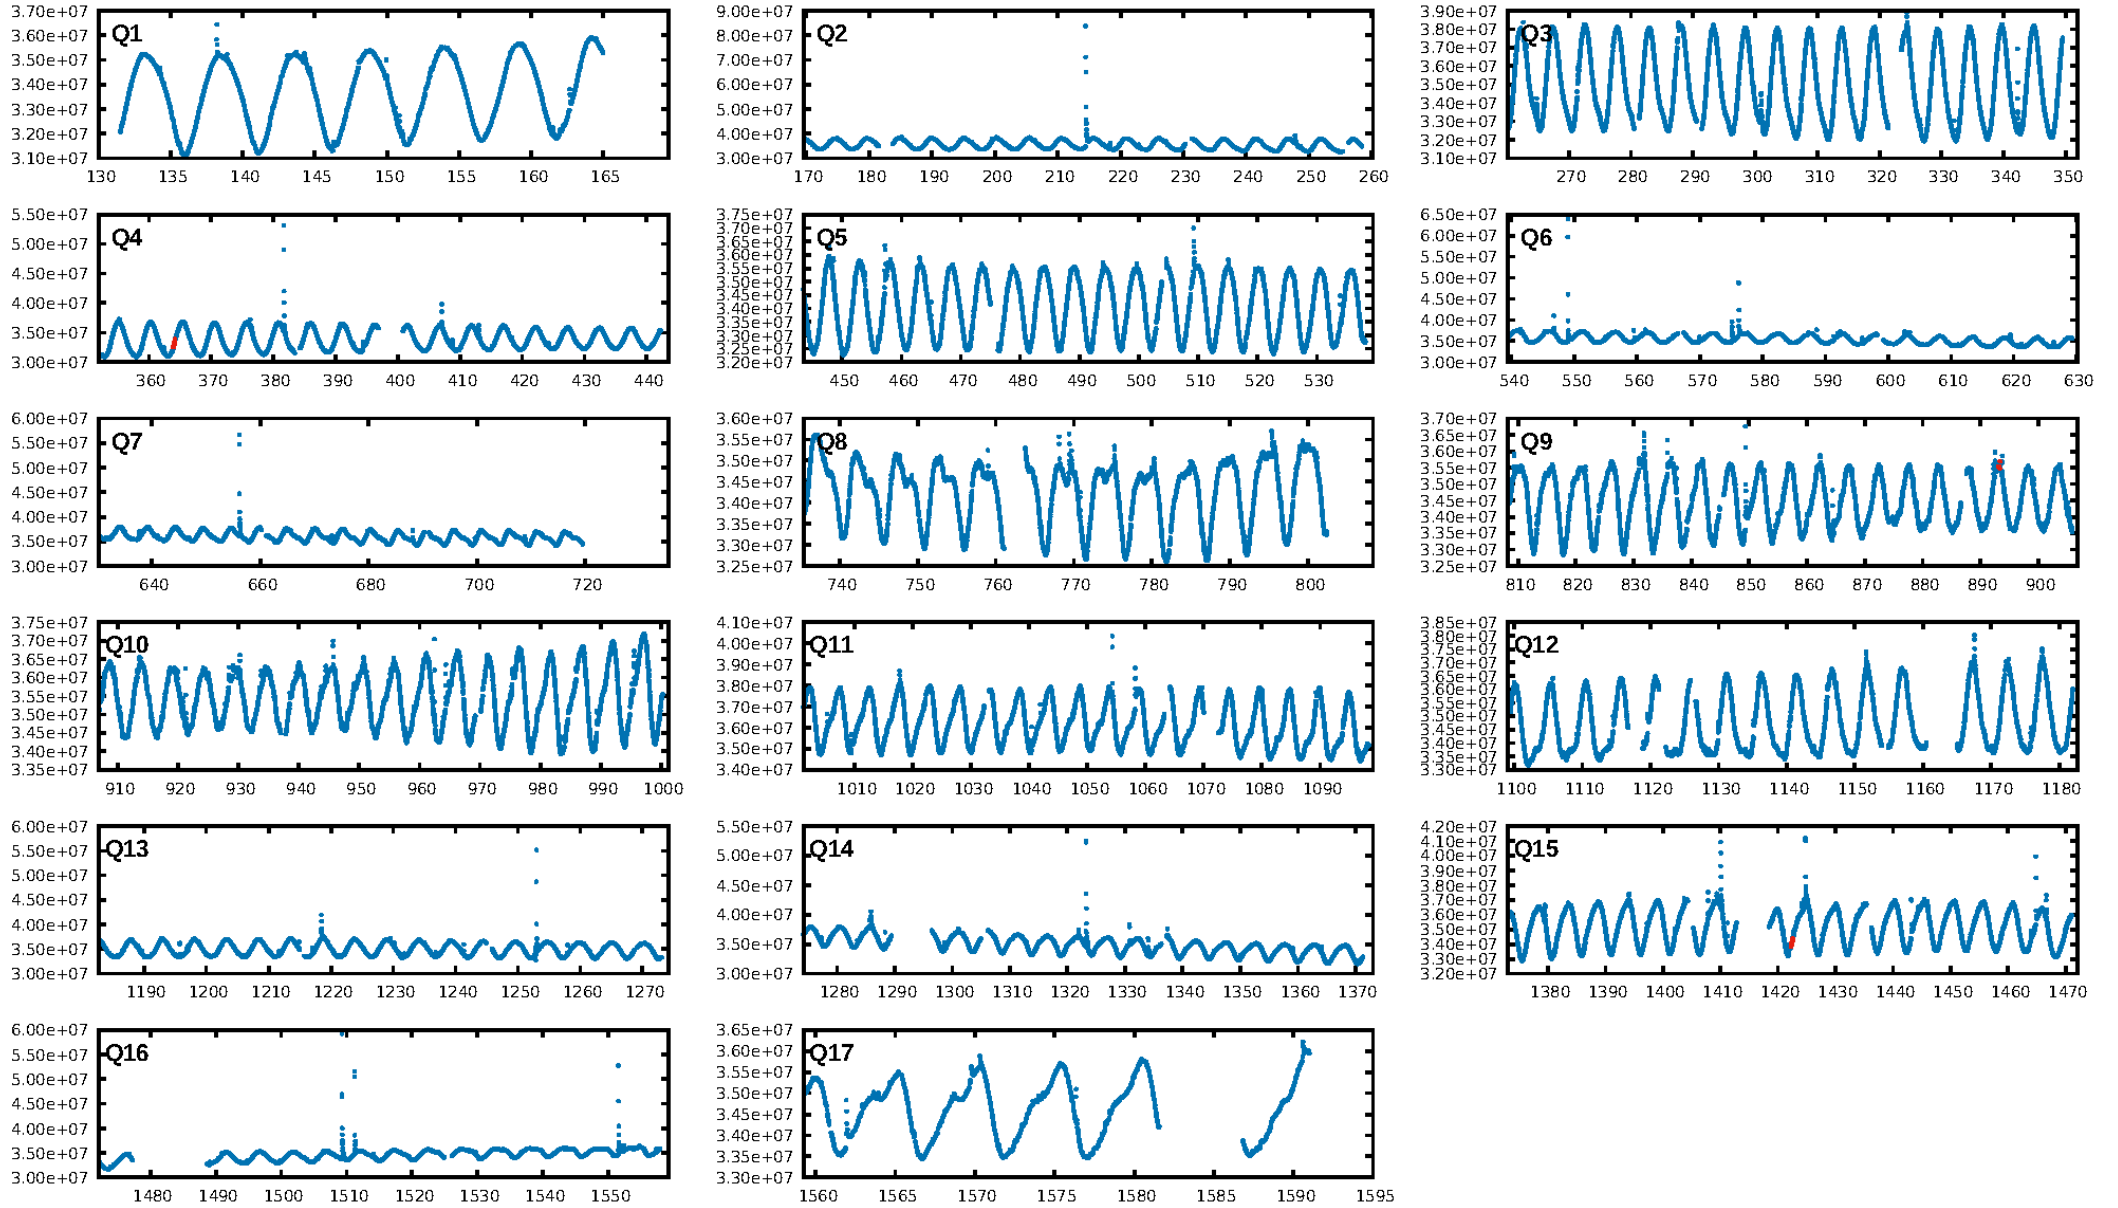 Q1
3.70e+07
3.60e+07
3.50e+07
3.40e+07
3.30e+07
3.20e+07
3.10e+07
130 135 140 145 150 155 160 165
Q2
9.00e+07
8.00e+07
7.00e+07
6.00e+07
5.00e+07
4.00e+07
3.00e+07
170 180 190 200 210 220 230 240 250 260
Q3
3.90e+07
3.80e+07
3.70e+07
3.60e+07
3.50e+07
3.40e+07
3.30e+07
3.20e+07
3.10e+07
270 280 290 300 310 320 330 340 350
Q4
5.50e+07
5.00e+07
4.50e+07
4.00e+07
3.50e+07
3.00e+07
360 370 380 390 400 410 420 430 440
Q5
3.75e+07
3.70e+07
3.65e+07
3.60e+07
3.55e+07
3.50e+07
3.45e+07
3.40e+07
3.35e+07
3.30e+07
3.25e+07
3.20e+07
450 460 470 480 490 500 510 520 530
Q6
6.50e+07
6.00e+07
5.50e+07
5.00e+07
4.50e+07
4.00e+07
3.50e+07
3.00e+07
540 550 560 570 580 590 600 610 620 630
Q7
6.00e+07
5.50e+07
5.00e+07
4.50e+07
4.00e+07
3.50e+07
3.00e+07
640 660 680 700 720
Q8
3.60e+07
3.55e+07
3.50e+07
3.45e+07
3.40e+07
3.35e+07
3.30e+07
3.25e+07
740 750 760 770 780 790 800
Q9
3.70e+07
3.65e+07
3.60e+07
3.55e+07
3.50e+07
3.45e+07
3.40e+07
3.35e+07
3.30e+07
3.25e+07
810 820 830 840 850 860 870 880 890 900
Q10
3.75e+07
3.70e+07
3.65e+07
3.60e+07
3.55e+07
3.50e+07
3.45e+07
3.40e+07
3.35e+07
910 920 930 940 950 960 970 980 990 1000
Q11
4.10e+07
4.00e+07
3.90e+07
3.80e+07
3.70e+07
3.60e+07
3.50e+07
3.40e+07
1010 1020 1030 1040 1050 1060 1070 1080 1090
Q12
3.85e+07
3.80e+07
3.75e+07
3.70e+07
3.65e+07
3.60e+07
3.55e+07
3.50e+07
3.45e+07
3.40e+07
3.35e+07
3.30e+07
1100 1110 1120 1130 1140 1150 1160 1170 1180
Q13
6.00e+07
5.50e+07
5.00e+07
4.50e+07
4.00e+07
3.50e+07
3.00e+07
1190 1200 1210 1220 1230 1240 1250 1260 1270
Q14
5.50e+07
5.00e+07
4.50e+07
4.00e+07
3.50e+07
3.00e+07
1280 1290 1300 1310 1320 1330 1340 1350 1360 1370
Q15
4.20e+07
4.10e+07
4.00e+07
3.90e+07
3.80e+07
3.70e+07
3.60e+07
3.50e+07
3.40e+07
3.30e+07
3.20e+07
1380 1390 1400 1410 1420 1430 1440 1450 1460 1470
Q16
6.00e+07
5.50e+07
5.00e+07
4.50e+07
4.00e+07
3.50e+07
3.00e+07
1480 1490 1500 1510 1520 1530 1540 1550
Q17
3.65e+07
3.60e+07
3.55e+07
3.50e+07
3.45e+07
3.40e+07
3.35e+07
3.30e+07
1560 1565 1570 1575 1580 1585 1590 1595